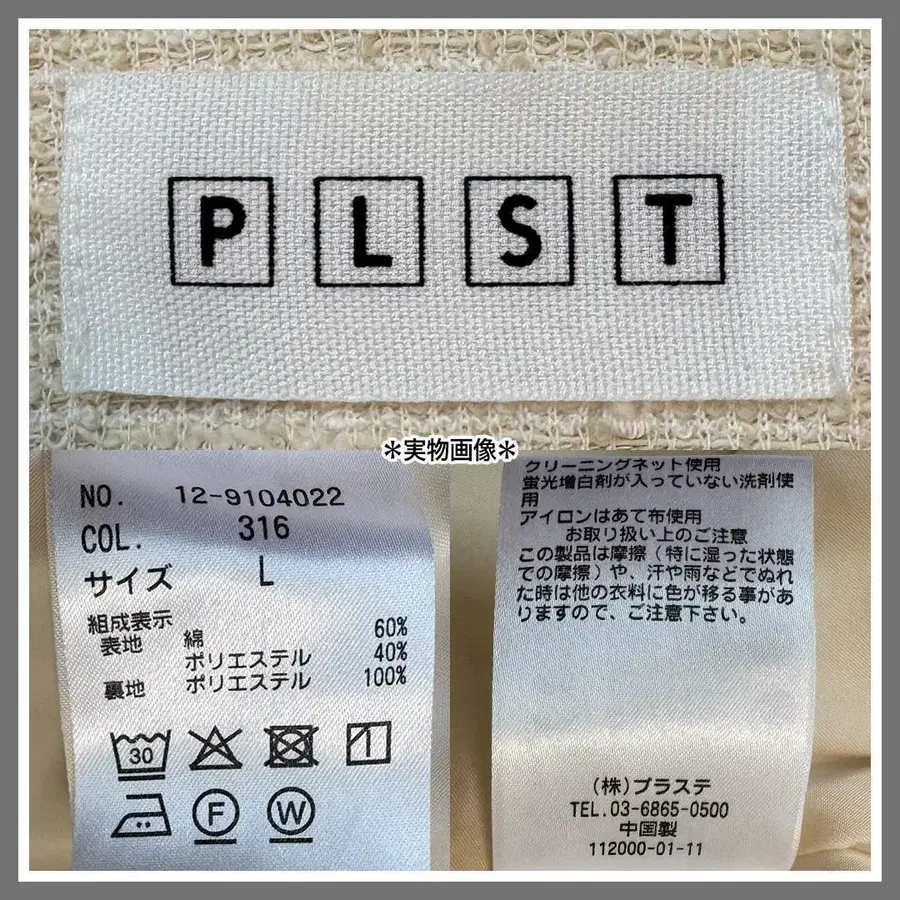 P L S T
＊実物画像＊
NO. 12-9104022
COL. 316
サイズ L
組成表示
表地 綿 60%
ポリエステル 40%
裏地 ポリエステル 100%
30
F W
クリーニングネット使用
蛍光増白剤が入っていない洗剤使
用
アイロンはあて布使用
お取り扱い上のご注意
この製品は摩擦（特に湿った状態
での摩擦）や、汗や雨などでぬれ
た時は他の衣料に色が移る事があ
りますので、ご注意下さい。
(株)プラステ
TEL.03-6865-0500
中国製
112000-01-11